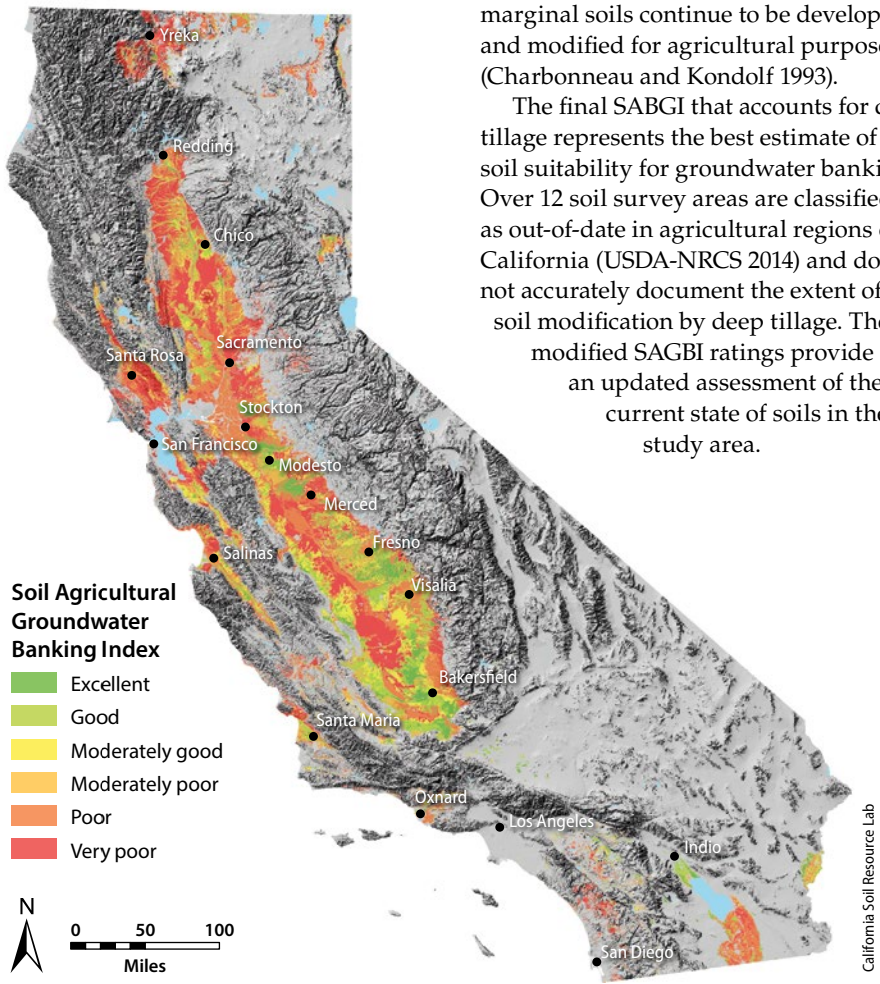 marginal soils continue to be develop
and modified for agricultural purpose
(Charbonneau and Kondolf 1993).
The final SABGI that accounts for
tillage represents the best estimate of
soil suitability for groundwater banki
Over 12 soil survey areas are classifie
as out-of-date in agricultural regions
California (USDA-NRCS 2014) and do
not accurately document the extent of
soil modification by deep tillage. The
modified SAGBI ratings provide
an updated assessment of the
current state of soils in the
study area.
Yreka
Redding
Chico
Sacramento
Santa Rosa
Stockton
San Francisco
Modesto
Merced
Fresno
Salinas
Visalia
Bakersfield
Santa Maria
Oxnard
Los Angeles
Indio
San Diego
Soil Agricultural
Groundwater
Banking Index
Excellent
Good
Moderately good
Moderately poor
Poor
Very poor
N
0 50 100
Miles
California Soil Resource Lab